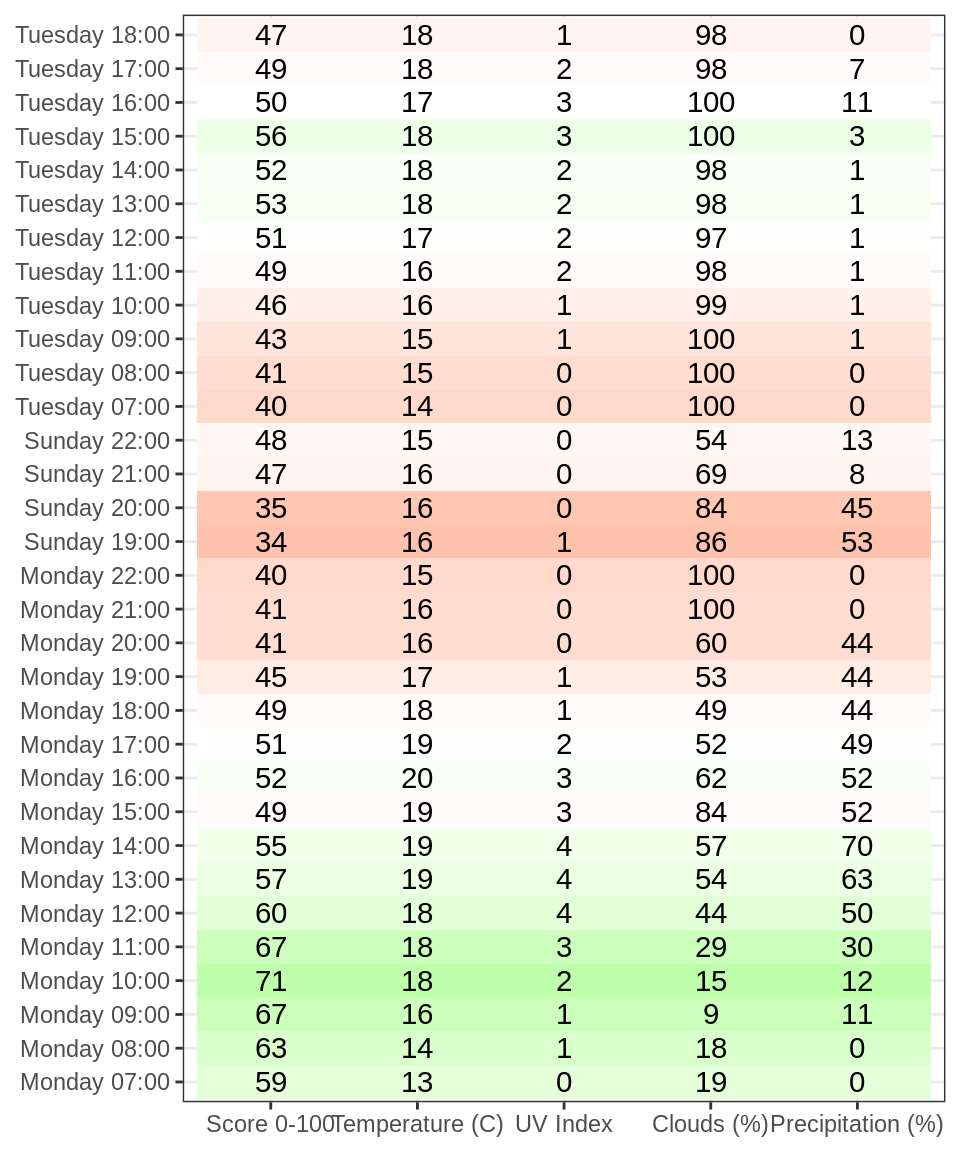 Tuesday 18:00 47 18 1 98 0
Tuesday 17:00 49 18 2 98 7
Tuesday 16:00 50 17 3 100 11
Tuesday 15:00 56 18 3 100 3
Tuesday 14:00 52 18 2 98 1
Tuesday 13:00 53 18 2 98 1
Tuesday 12:00 51 17 2 97 1
Tuesday 11:00 49 16 2 98 1
Tuesday 10:00 46 16 1 99 1
Tuesday 09:00 43 15 1 100 1
Tuesday 08:00 41 15 0 100 0
Tuesday 07:00 40 14 0 100 0
Sunday 22:00 48 15 0 54 13
Sunday 21:00 47 16 0 69 8
Sunday 20:00 35 16 0 84 45
Sunday 19:00 34 16 1 86 53
Monday 22:00 40 15 0 100 0
Monday 21:00 41 16 0 100 0
Monday 20:00 41 16 0 60 44
Monday 19:00 45 17 1 53 44
Monday 18:00 49 18 1 49 44
Monday 17:00 51 19 2 52 49
Monday 16:00 52 20 3 62 52
Monday 15:00 49 19 3 84 52
Monday 14:00 55 19 4 57 70
Monday 13:00 57 19 4 54 63
Monday 12:00 60 18 4 44 50
Monday 11:00 67 18 3 29 30
Monday 10:00 71 18 2 15 12
Monday 09:00 67 16 1 9 11
Monday 08:00 63 14 1 18 0
Monday 07:00 59 13 0 19 0
Score 0-100 Temperature (C) UV Index Clouds (%) Precipitation (%)